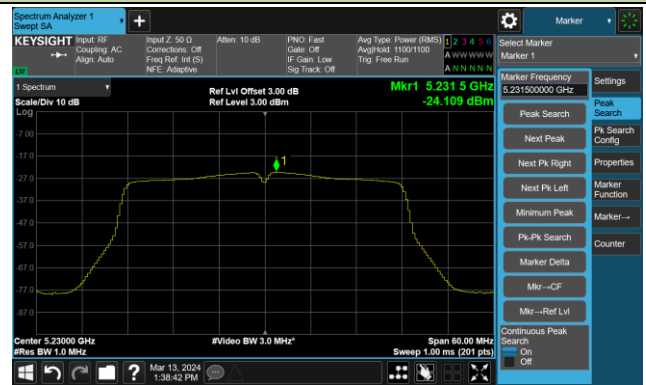 Spectrum Analyzer 1
Swept SA
Marker
KEYSIGHT
Input: RF
Coupling: AC
Align: Auto
Input Z: 50 Ω
Corrections: Off
Freq Ref: Int (S)
NFE: Adaptive
Atten: 10 dB
PNO: Fast
Gate: Off
IF Gain: Low
Sig Track: Off
Avg Type: Power (RMS)
Avg|Hold: 1100/1100
Trig: Free Run
1 2 3 4 5 6
A W W W W W
A N N N N N
LW
Select Marker
Marker 1
1 Spectrum
Scale/Div 10 dB
Log
Ref Lvl Offset 3.00 dB
Ref Level 3.00 dBm
Mkr1 5.231 5 GHz
-24.109 dBm
-7.00
-17.0
-27.0
-37.0
-47.0
-57.0
-67.0
-77.0
-87.0
1
Center 5.23000 GHz
#Res BW 1.0 MHz
#Video BW 3.0 MHz*
Span 60.00 MHz
Sweep 1.00 ms (201 pts)
Marker Frequency
5.231500000 GHz
Peak Search
Next Peak
Next Pk Right
Next Pk Left
Minimum Peak
Pk-Pk Search
Marker Delta
Mkr→CF
Mkr→Ref Lvl
Continuous Peak
Search
On
Off
Settings
Peak
Search
Pk Search
Config
Properties
Marker
Function
Marker→
Counter
?
Mar 13, 2024
1:38:42 PM